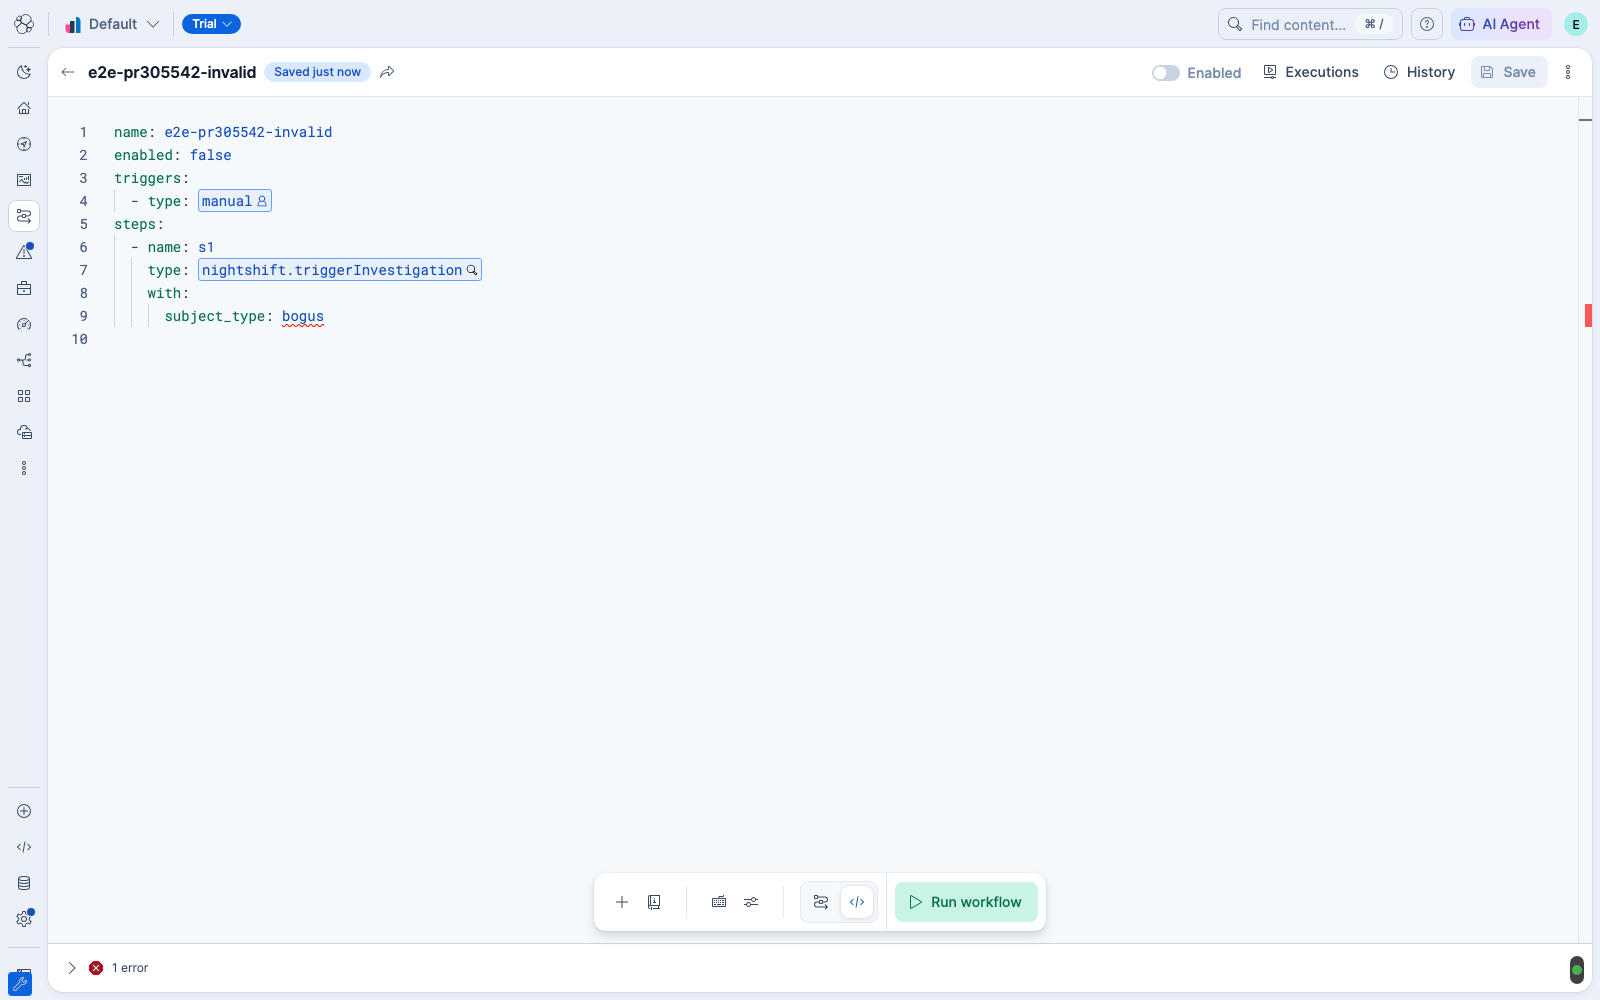 Default
Trial
Find content...
⌘ /
AI Agent
E
e2e-pr305542-invalid
Saved just now
Enabled
Executions
History
Save
1 name: e2e-pr305542-invalid
2 enabled: false
3 triggers:
4 - type: manual
5 steps:
6 - name: s1
7 type: nightshift.triggerInvestigation
8 with:
9 subject_type: bogus
10
Run workflow
1 error